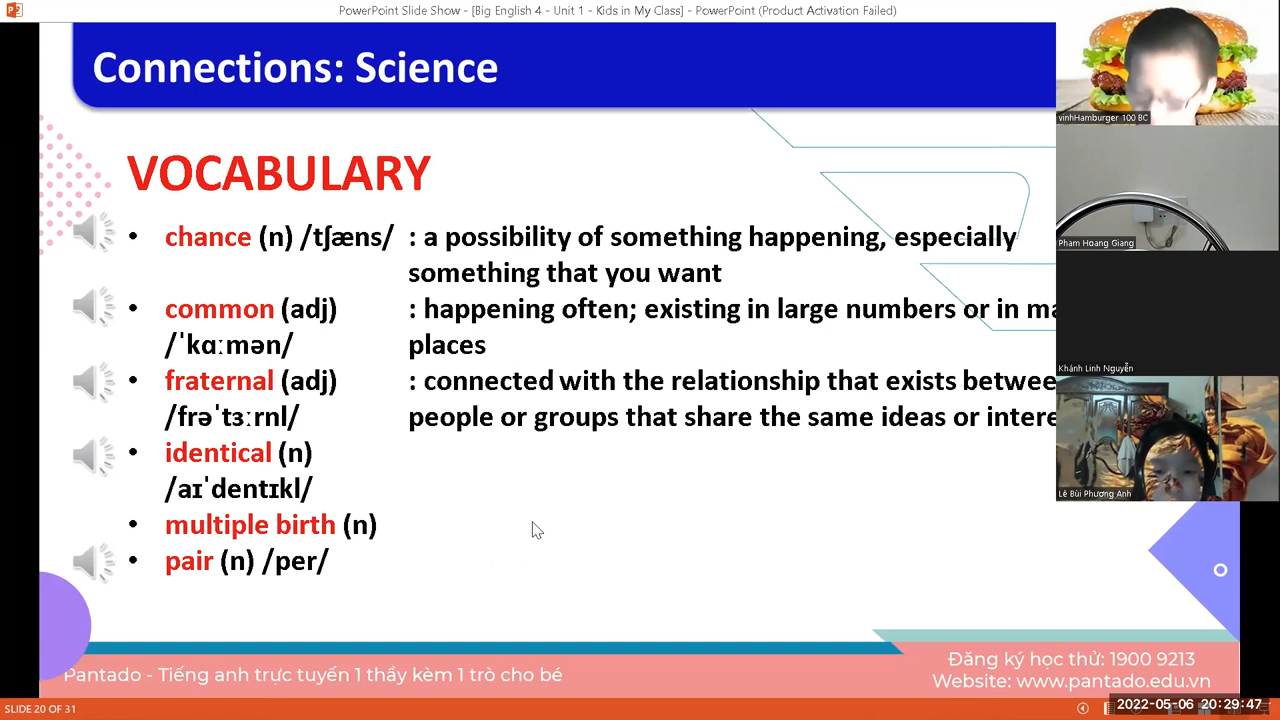 PowerPoint Slide Show - [Big English 4 - Unit 1 - Kids in My Class] - PowerPoint (Product Activation Failed)
Connections: Science
VOCABULARY
• chance (n) /tʃæns/ : a possibility of something happening, especially
something that you want
• common (adj) : happening often; existing in large numbers or in ma
/ˈkɑːmən/ places
• fraternal (adj) : connected with the relationship that exists betwee
/frəˈtɜːrnl/ people or groups that share the same ideas or intere
• identical (n)
/aɪˈdentɪkl/
• multiple birth (n)
• pair (n) /per/
vinhHamburger 100 BC
Pham Hoang Giang
Khánh Linh Nguyễn
Lê Bùi Phương Anh
Pantado - Tiếng anh trực tuyến 1 thầy kèm 1 trò cho bé
Đăng ký học thử: 1900 9213
Website: www.pantado.edu.vn
SLIDE 20 OF 31
2022-05-06 20:29:47